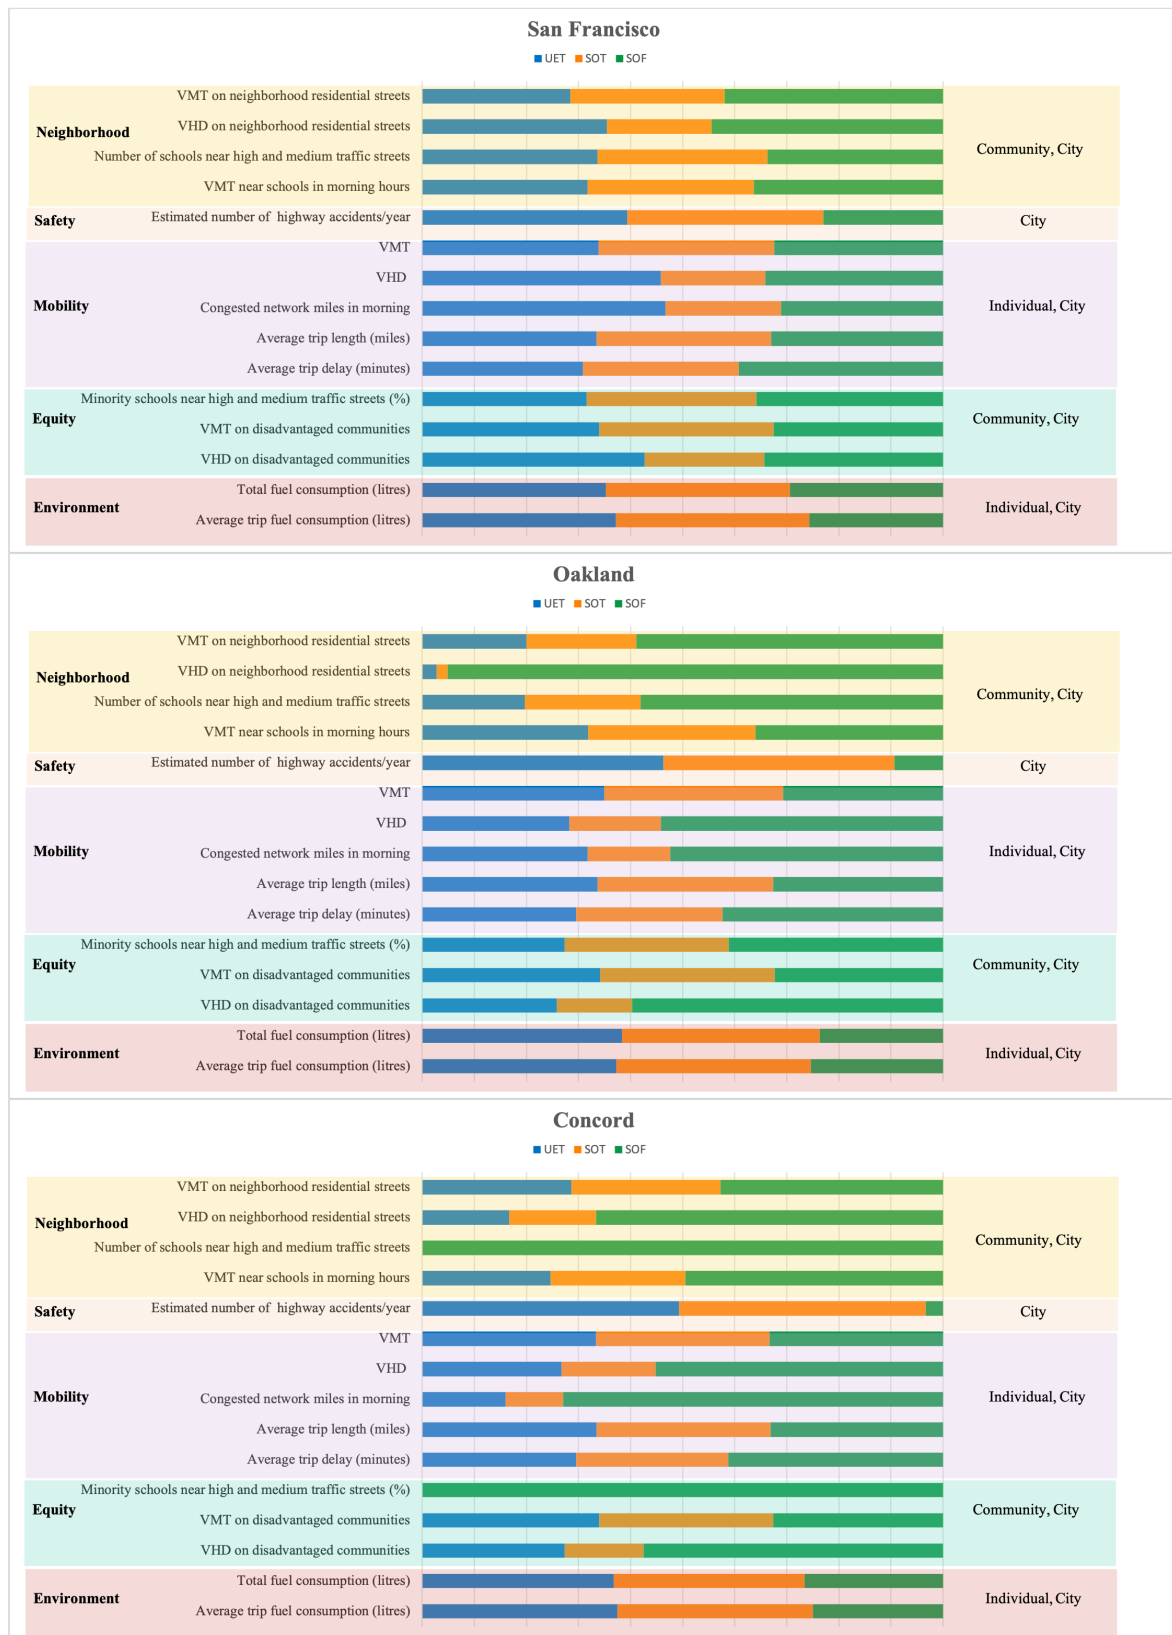 San Francisco
UET SOT SOF
VMT on neighborhood residential streets
VHD on neighborhood residential streets
Neighborhood
Number of schools near high and medium traffic streets
VMT near schools in morning hours
Community, City
Safety
Estimated number of highway accidents/year
City
VMT
VHD
Mobility
Congested network miles in morning
Individual, City
Average trip length (miles)
Average trip delay (minutes)
Minority schools near high and medium traffic streets (%)
Equity
VMT on disadvantaged communities
Community, City
VHD on disadvantaged communities
Total fuel consumption (litres)
Environment
Average trip fuel consumption (litres)
Individual, City
Oakland
UET SOT SOF
VMT on neighborhood residential streets
VHD on neighborhood residential streets
Neighborhood
Number of schools near high and medium traffic streets
VMT near schools in morning hours
Community, City
Safety
Estimated number of highway accidents/year
City
VMT
VHD
Mobility
Congested network miles in morning
Individual, City
Average trip length (miles)
Average trip delay (minutes)
Minority schools near high and medium traffic streets (%)
Equity
VMT on disadvantaged communities
Community, City
VHD on disadvantaged communities
Total fuel consumption (litres)
Environment
Average trip fuel consumption (litres)
Individual, City
Concord
UET SOT SOF
VMT on neighborhood residential streets
VHD on neighborhood residential streets
Neighborhood
Number of schools near high and medium traffic streets
VMT near schools in morning hours
Community, City
Safety
Estimated number of highway accidents/year
City
VMT
VHD
Mobility
Congested network miles in morning
Individual, City
Average trip length (miles)
Average trip delay (minutes)
Minority schools near high and medium traffic streets (%)
Equity
VMT on disadvantaged communities
Community, City
VHD on disadvantaged communities
Total fuel consumption (litres)
Environment
Average trip fuel consumption (litres)
Individual, City